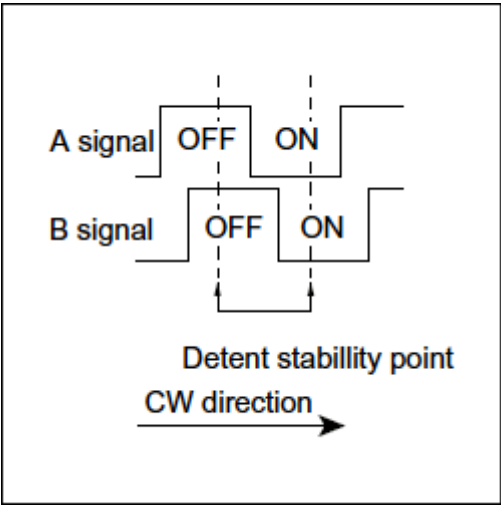 A signal OFF ON
B signal OFF ON
Detent stabillity point
CW direction